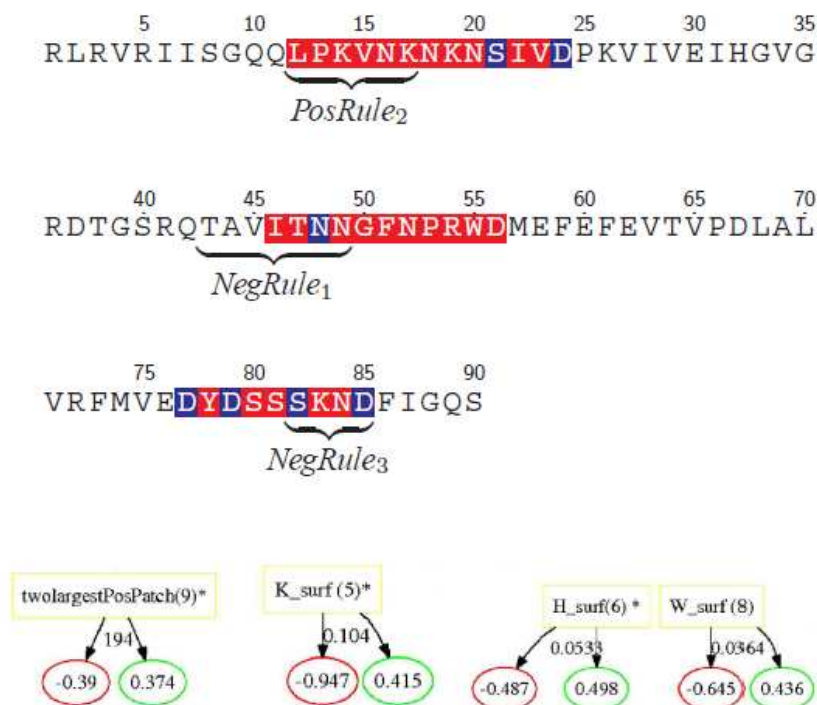 5 10 15 20 25 30 35
RLRVRIISGQQLPKVNKNKNSIVDPKVIVEIHGVG
PosRule2
40 45 50 55 60 65 70
RDTGSRQTAVITNNGFNPRWDMEFEFEVTVPDLAL
NegRule1
75 80 85 90
VRFMVEDYDSSSKNDFIGQS
NegRule3
twolargestPosPatch(9)* K_surf (5)* H_surf(6) * W_surf (8)
194 0.104 0.0533 0.0364
-0.39 0.374 -0.947 0.415 -0.487 0.498 -0.645 0.436